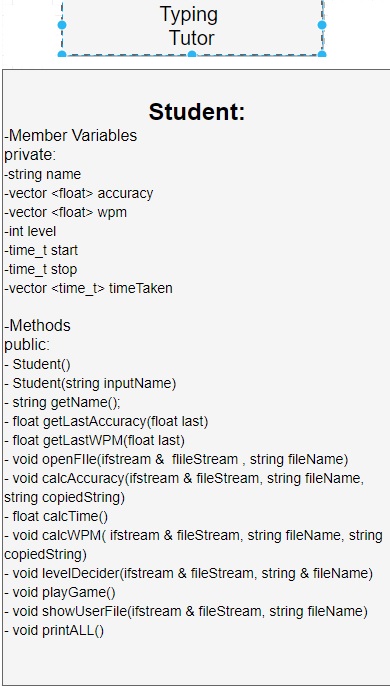 Typing
Tutor
Student:
-Member Variables
private:
-string name
-vector <float> accuracy
-vector <float> wpm
-int level
-time_t start
-time_t stop
-vector <time_t> timeTaken
-Methods
public:
- Student()
- Student(string inputName)
- string getName();
- float getLastAccuracy(float last)
- float getLastWPM(float last)
- void openFIle(ifstream &  flileStream , string fileName)
- void calcAccuracy(ifstream & fileStream, string fileName,
string copiedString)
- float calcTime()
- void calcWPM( ifstream & fileStream, string fileName, string
copiedString)
- void levelDecider(ifstream & fileStream, string & fileName)
- void playGame()
- void showUserFile(ifstream & fileStream, string fileName)
- void printALL()